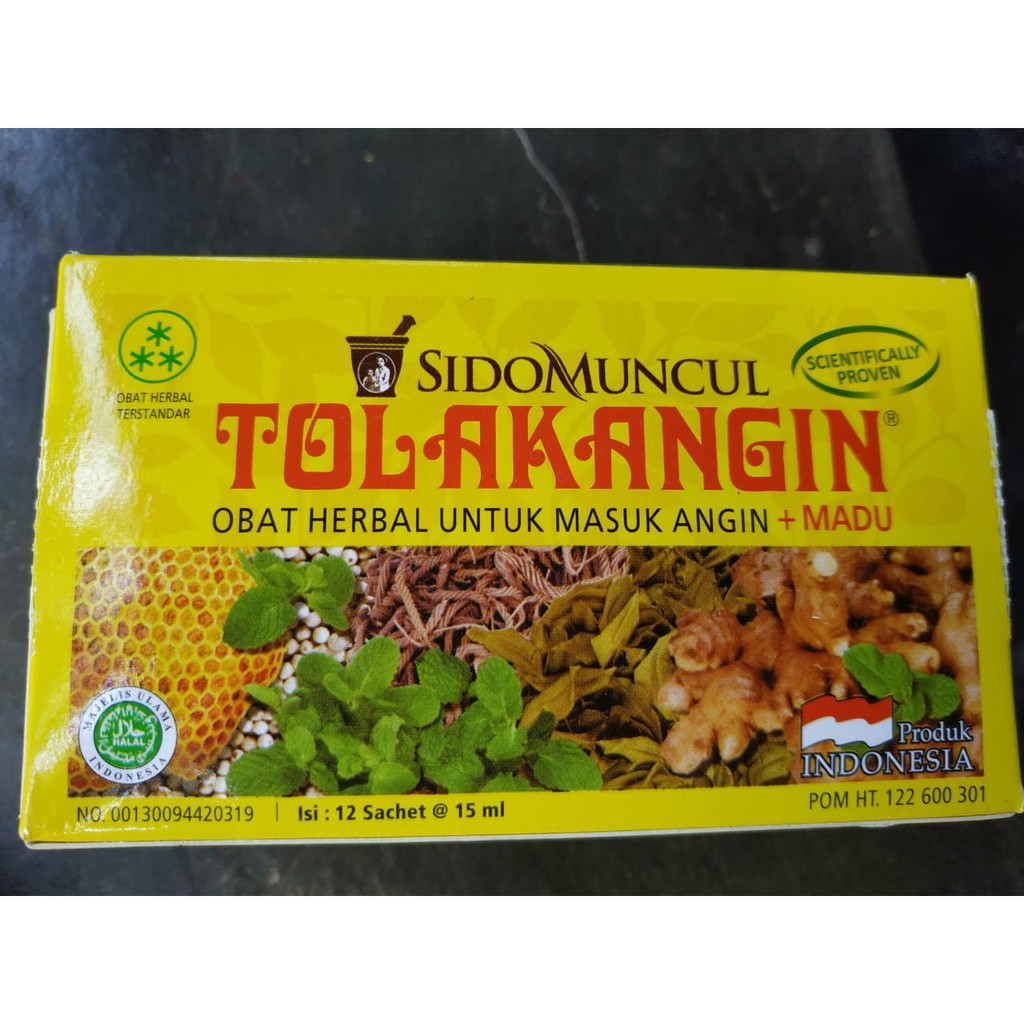 OBAT HERBAL
TERSTANDAR
SIDOMUNCUL
SCIENTIFICALLY
PROVEN
TOLAKANGIN®
OBAT HERBAL UNTUK MASUK ANGIN + MADU
MAJELIS ULAMA
حلال
HALAL
INDONESIA
Produk
INDONESIA
NO. 00130094420319 | Isi : 12 Sachet @ 15 ml
POM HT. 122 600 301